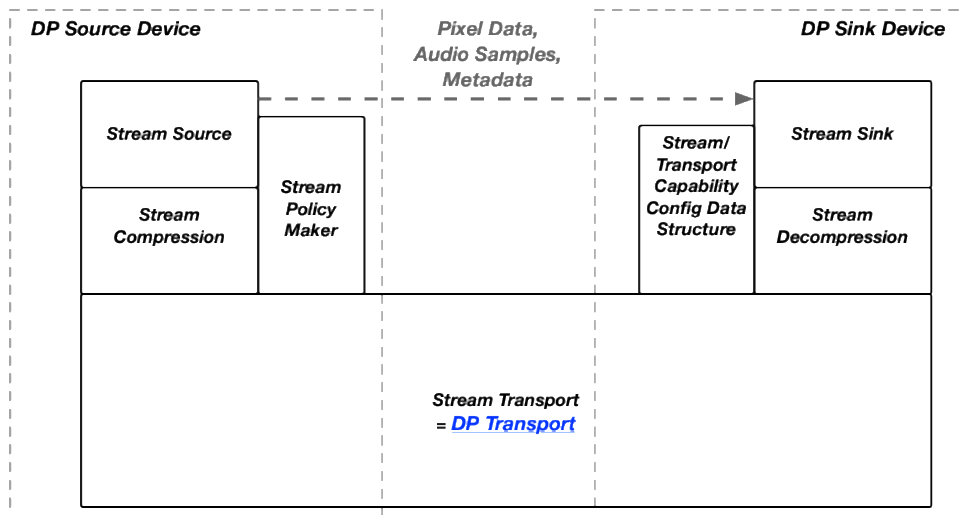 DP Source Device
Pixel Data,
Audio Samples,
Metadata
DP Sink Device
Stream Source
Stream
Compression
Stream
Policy
Maker
Stream/
Transport
Capability
Config Data
Structure
Stream Sink
Stream
Decompression
Stream Transport
= DP Transport